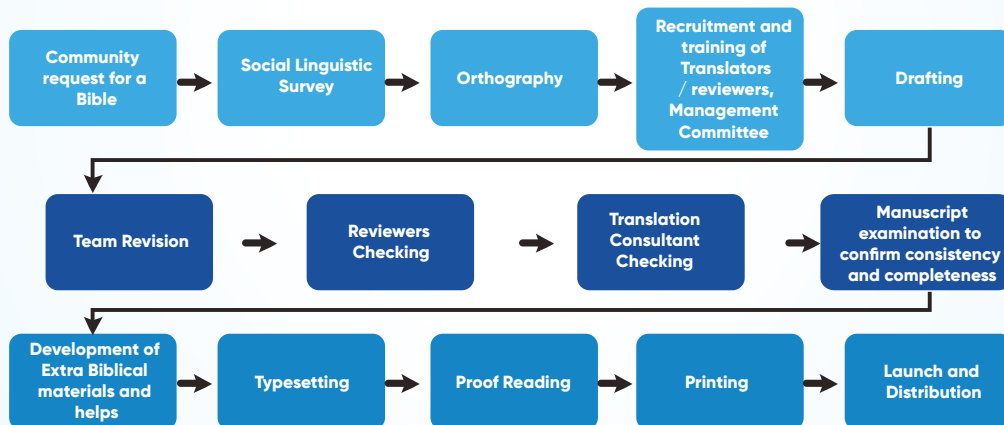 Community
request for a
Bible
Social Linguistic
Survey
Orthography
Recruitment and
training of
Translators
/ reviewers,
Management
Committee
Drafting
Team Revision
Reviewers
Checking
Translation
Consultant
Checking
Manuscript
examination to
confirm consistency
and completeness
Development of
Extra Biblical
materials and
helps
Typesetting
Proof Reading
Printing
Launch and
Distribution